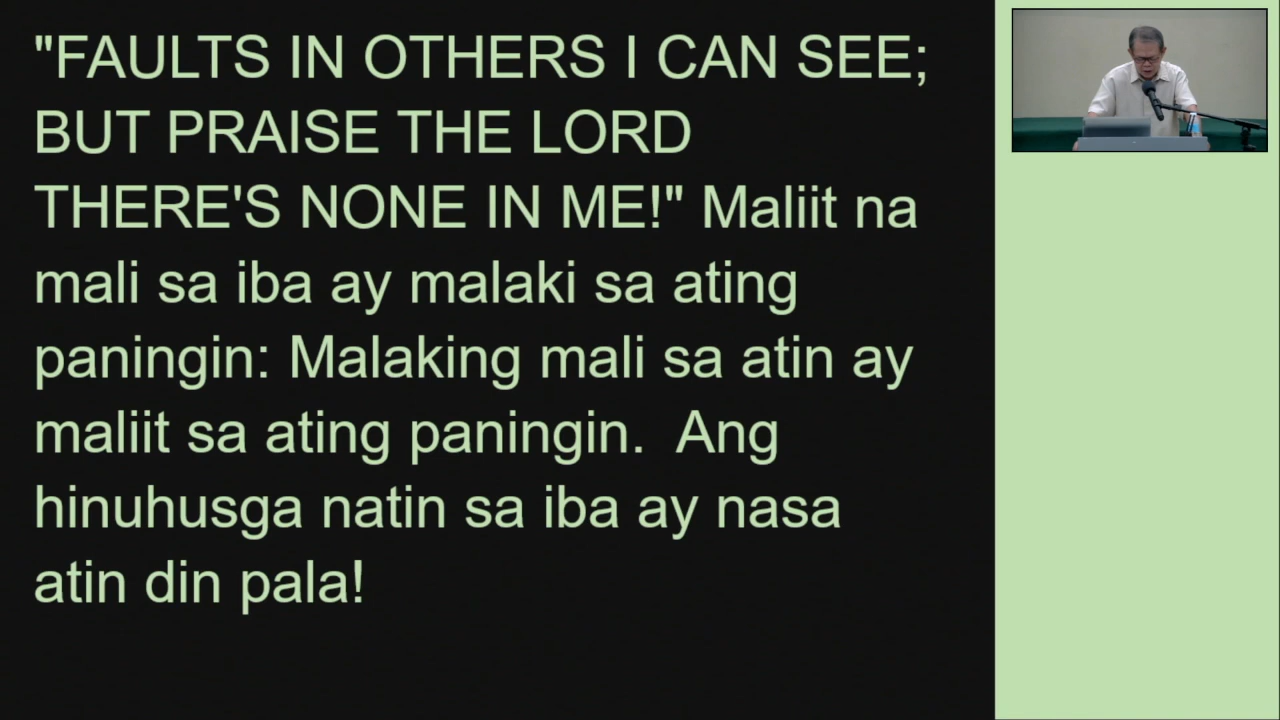 "FAULTS IN OTHERS I CAN SEE;
BUT PRAISE THE LORD
THERE'S NONE IN ME!" Maliit na
mali sa iba ay malaki sa ating
paningin: Malaking mali sa atin ay
maliit sa ating paningin.  Ang
hinuhusga natin sa iba ay nasa
atin din pala!